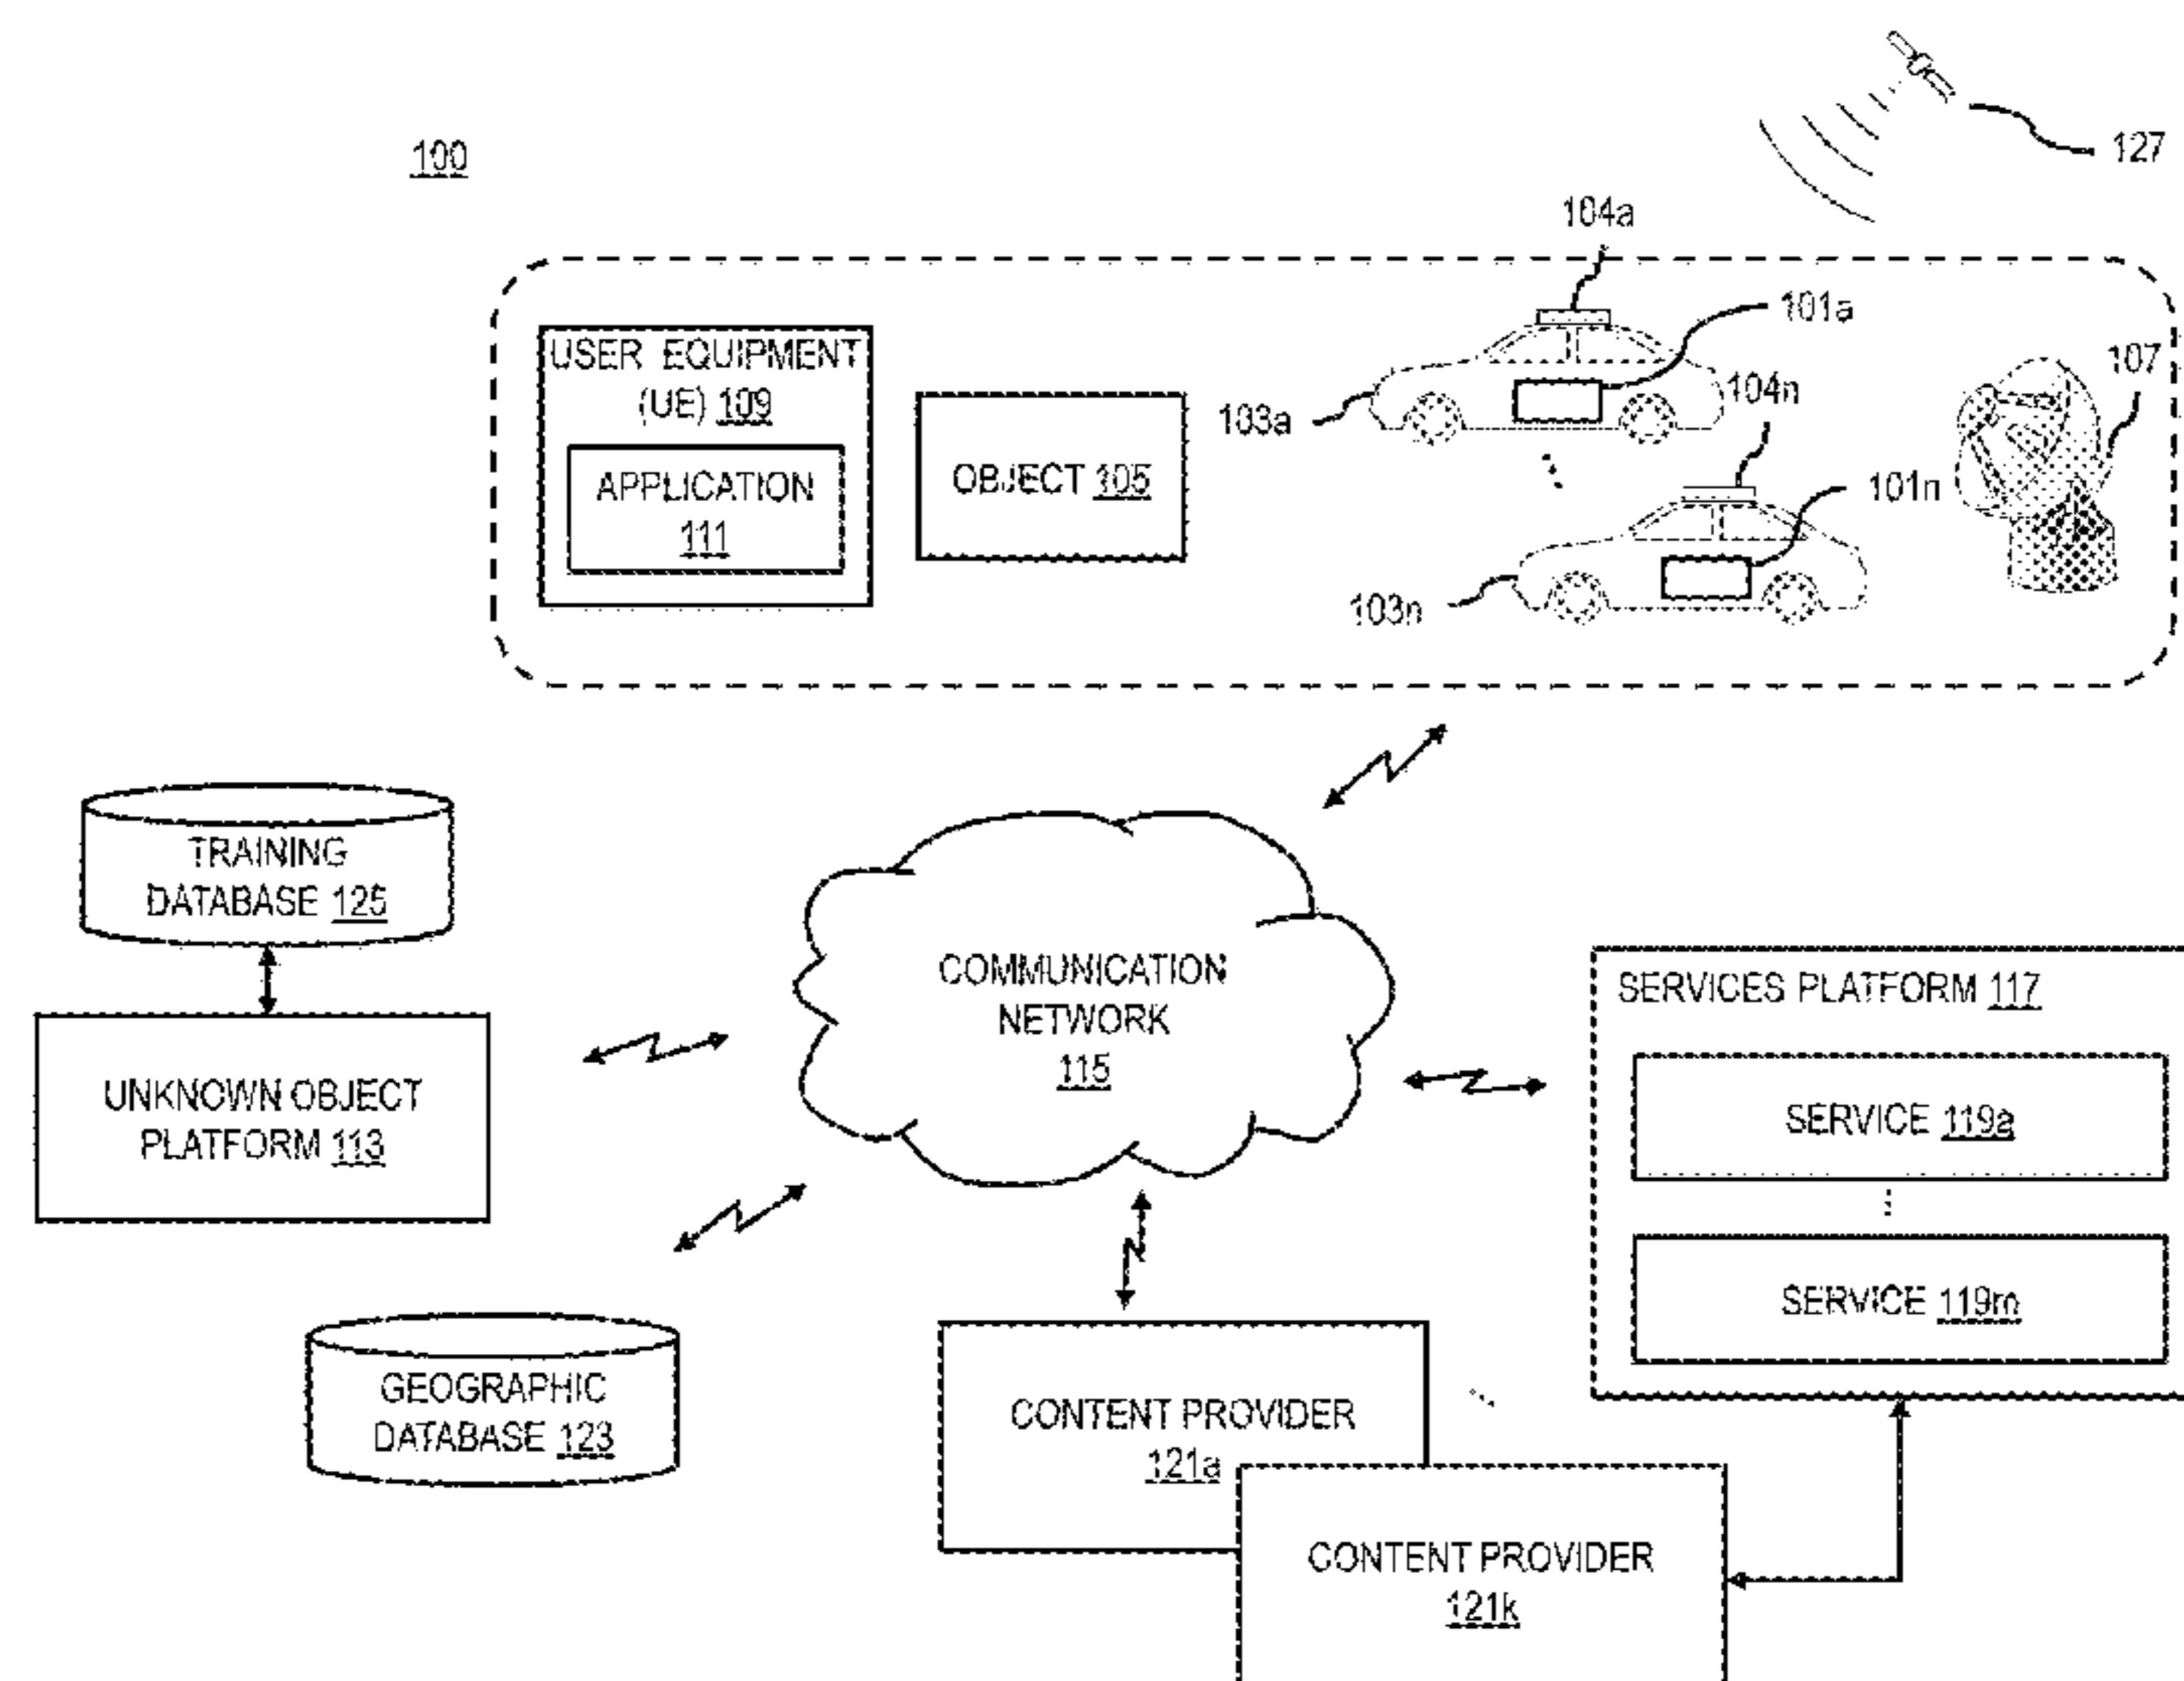 100
127
104a
USER EQUIPMENT
(UE) 109
APPLICATION
111
OBJECT 105
103a
101a
104n
107
101n
103n
TRAINING
DATABASE 125
UNKNOWN OBJECT
PLATFORM 113
COMMUNICATION
NETWORK
115
SERVICES PLATFORM 117
SERVICE 119a
SERVICE 119m
GEOGRAPHIC
DATABASE 123
CONTENT PROVIDER
121a
CONTENT PROVIDER
121k